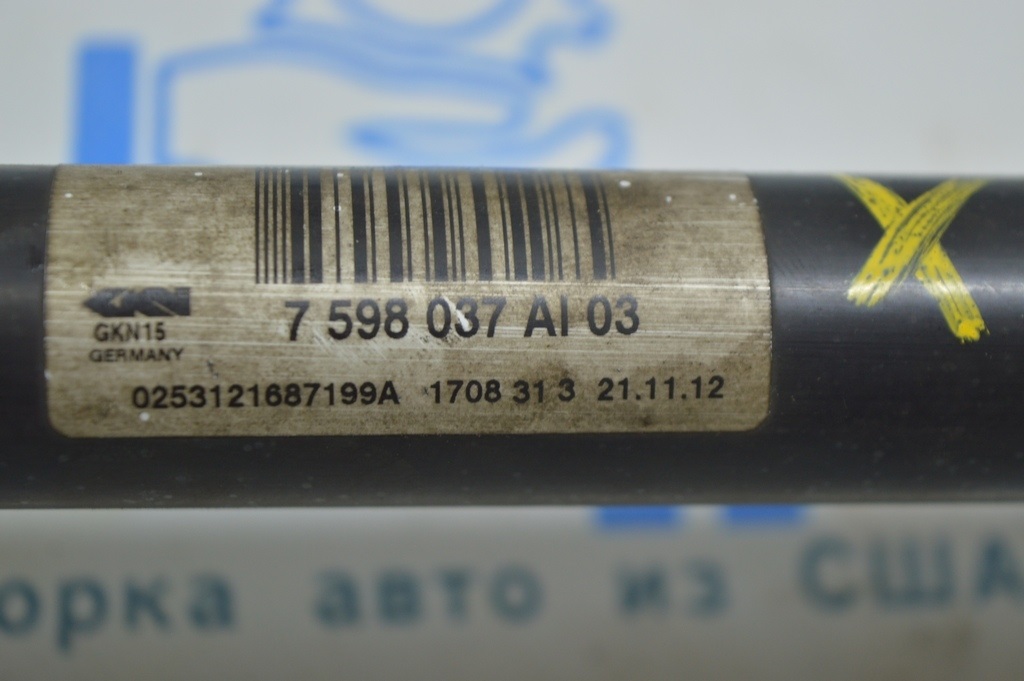 GKN
7 598 037 AI 03
GKN15
GERMANY
0253121687199A 1708 31 3 21.11.12
орка авто из США